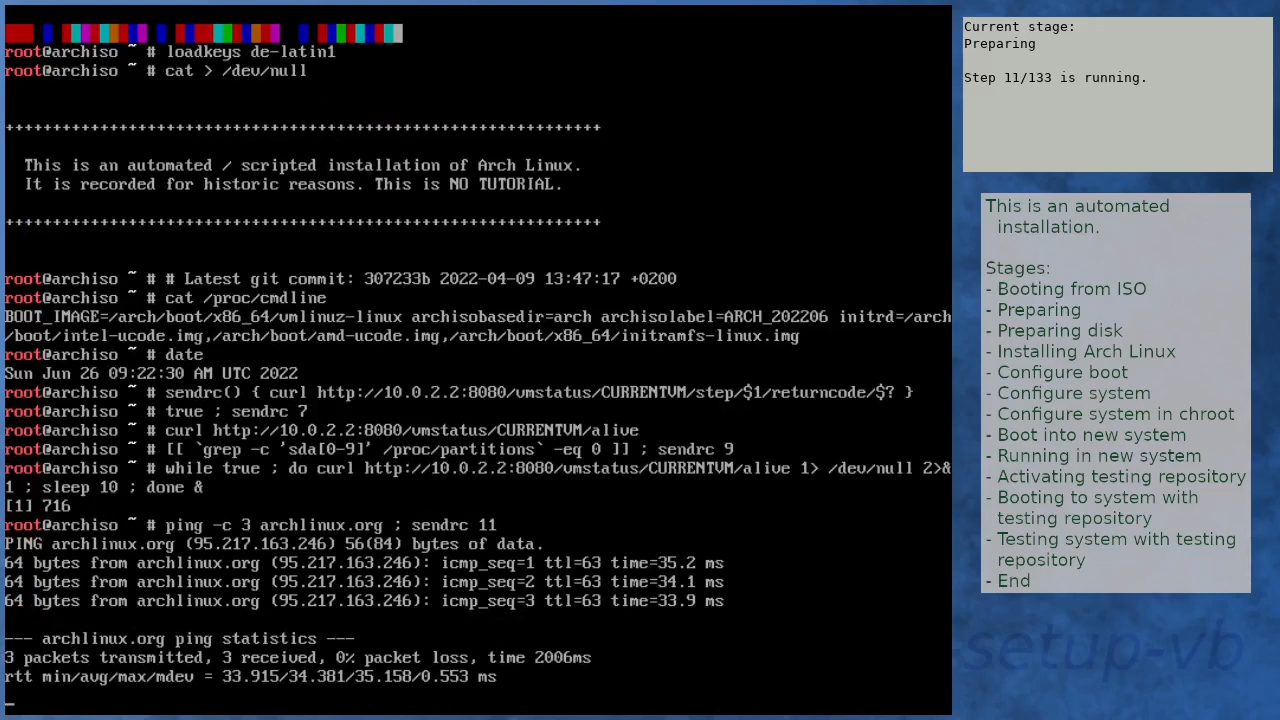 root@archiso ~ # loadkeys de-latin1
root@archiso ~ # cat > /dev/null
+++++++++++++++++++++++++++++++++++++++++++++++++++++++++++++++
This is an automated / scripted installation of Arch Linux.
It is recorded for historic reasons. This is NO TUTORIAL.
+++++++++++++++++++++++++++++++++++++++++++++++++++++++++++++++
root@archiso ~ # # Latest git commit: 307233b 2022-04-09 13:47:17 +0200
root@archiso ~ # cat /proc/cmdline
BOOT_IMAGE=/arch/boot/x86_64/vmlinuz-linux archisobasedir=arch archisolabel=ARCH_202206 initrd=/arch
/boot/intel-ucode.img,/arch/boot/amd-ucode.img,/arch/boot/x86_64/initramfs-linux.img
root@archiso ~ # date
Sun Jun 26 09:22:30 AM UTC 2022
root@archiso ~ # sendrc() { curl http://10.0.2.2:8080/vmstatus/CURRENTVM/step/$1/returncode/$? }
root@archiso ~ # true ; sendrc 7
root@archiso ~ # curl http://10.0.2.2:8080/vmstatus/CURRENTVM/alive
root@archiso ~ # [[ `grep -c 'sda[0-9]' /proc/partitions` -eq 0 ]] ; sendrc 9
root@archiso ~ # while true ; do curl http://10.0.2.2:8080/vmstatus/CURRENTVM/alive 1> /dev/null 2>&
1 ; sleep 10 ; done &
[1] 716
root@archiso ~ # ping -c 3 archlinux.org ; sendrc 11
PING archlinux.org (95.217.163.246) 56(84) bytes of data.
64 bytes from archlinux.org (95.217.163.246): icmp_seq=1 ttl=63 time=35.2 ms
64 bytes from archlinux.org (95.217.163.246): icmp_seq=2 ttl=63 time=34.1 ms
64 bytes from archlinux.org (95.217.163.246): icmp_seq=3 ttl=63 time=33.9 ms
--- archlinux.org ping statistics ---
3 packets transmitted, 3 received, 0% packet loss, time 2006ms
rtt min/avg/max/mdev = 33.915/34.381/35.158/0.553 ms
Current stage:
Preparing
Step 11/133 is running.
This is an automated
installation.
Stages:
- Booting from ISO
- Preparing
- Preparing disk
- Installing Arch Linux
- Configure boot
- Configure system
- Configure system in chroot
- Boot into new system
- Running in new system
- Activating testing repository
- Booting to system with
testing repository
- Testing system with testing
repository
- End
-setup-vb